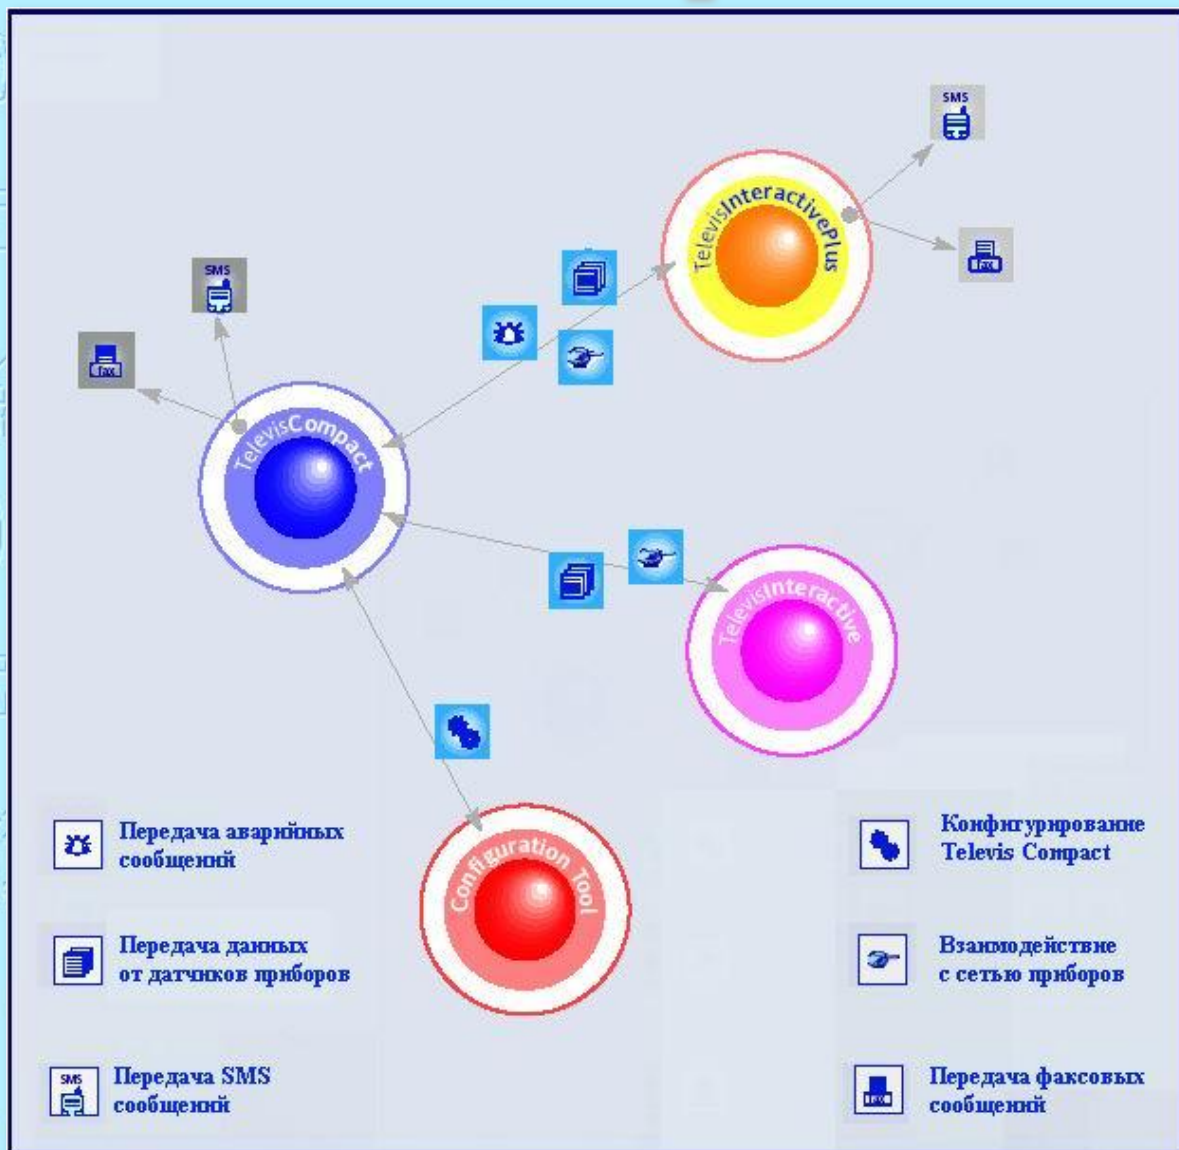 SMS
TelevisInteractivePlus
fax
SMS
fax
TelevisCompact
TelevisInteractive
Configuration Tool
Передача аварийных
сообщений
Конфигурирование
Televis Compact
Передача данных
от датчиков приборов
Взаимодействие
с сетью приборов
SMS
Передача SMS
сообщений
fax
Передача факсовых
сообщений